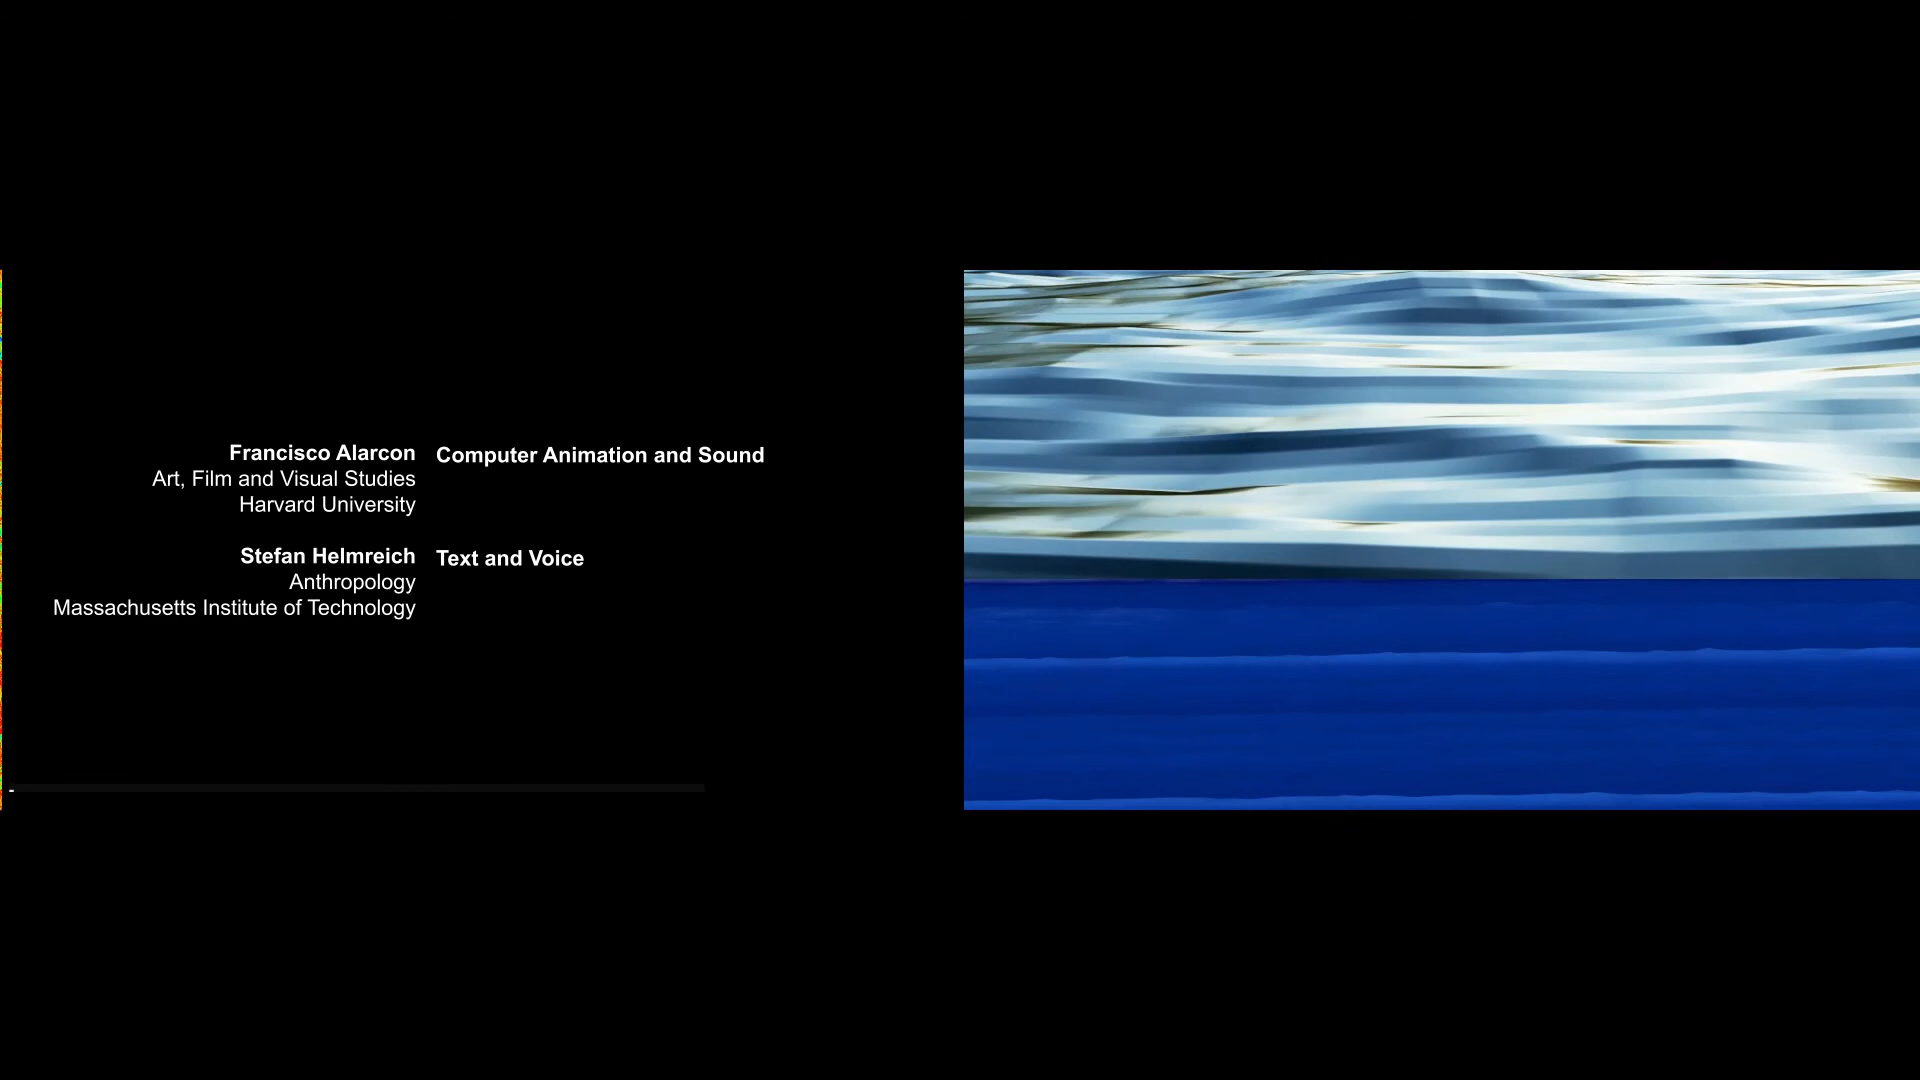 Francisco Alarcon
Art, Film and Visual Studies
Harvard University
Computer Animation and Sound
Stefan Helmreich
Anthropology
Massachusetts Institute of Technology
Text and Voice